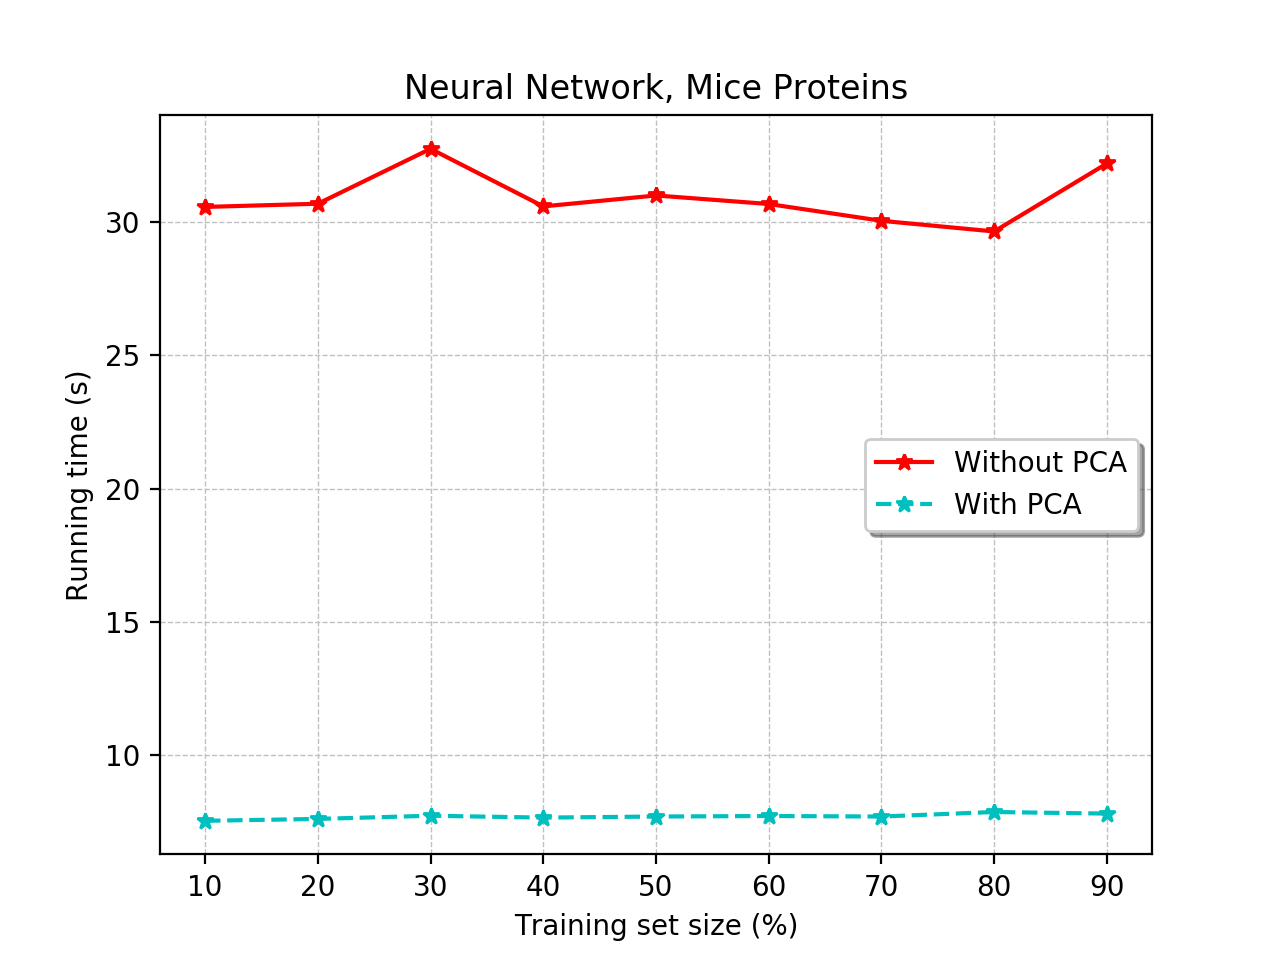 Neural Network, Mice Proteins
Running time (s)
30
25
20
15
10
Without PCA
With PCA
10 20 30 40 50 60 70 80 90
Training set size (%)